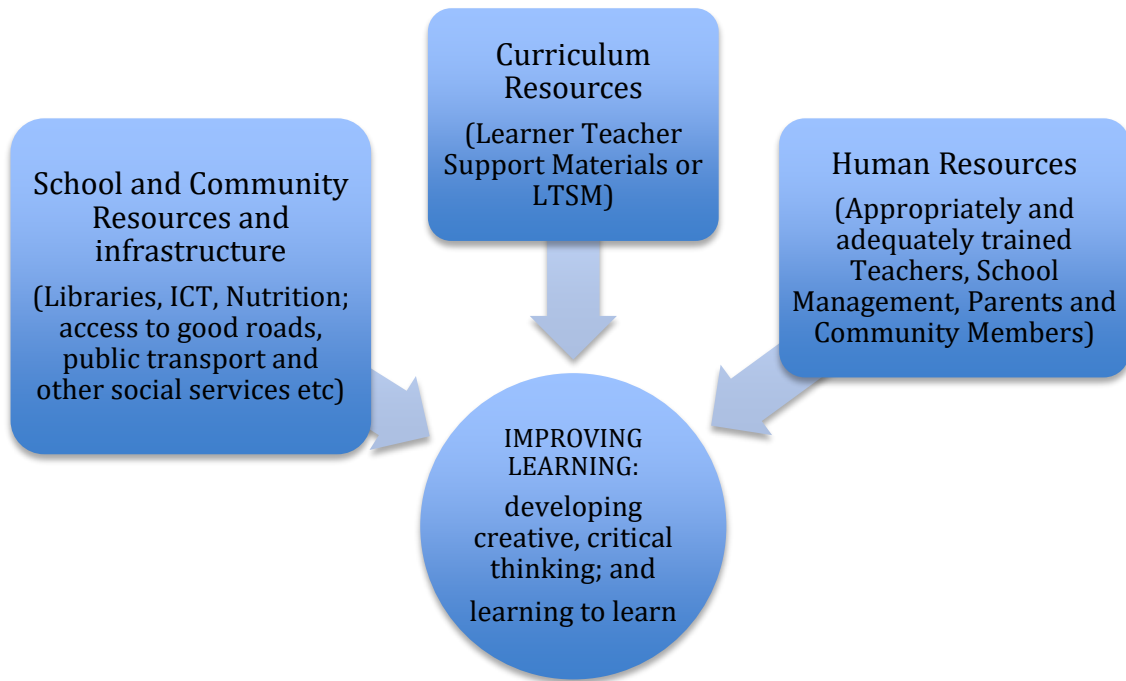 School and Community
Resources and
infrastructure
(Libraries, ICT, Nutrition;
access to good roads,
public transport and
other social services etc)
Curriculum
Resources
(Learner Teacher
Support Materials or
LTSM)
Human Resources
(Appropriately and
adequately trained
Teachers, School
Management, Parents and
Community Members)
IMPROVING
LEARNING:
developing
creative, critical
thinking; and
learning to learn